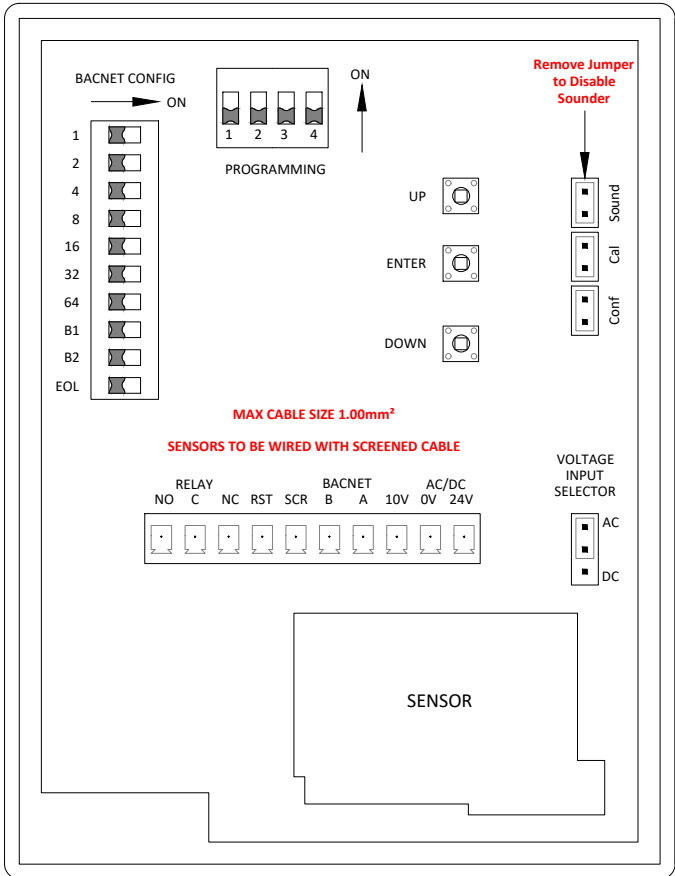 BACNET CONFIG
ON
1
2
4
8
16
32
64
B1
B2
EOL
1 2 3 4
PROGRAMMING
ON
Remove Jumper
to Disable
Sounder
UP
ENTER
DOWN
Sound
Cal
Conf
MAX CABLE SIZE 1.00mm²
SENSORS TO BE WIRED WITH SCREENED CABLE
RELAY BACNET AC/DC
NO C NC RST SCR B A 10V 0V 24V
VOLTAGE
INPUT
SELECTOR
AC
DC
SENSOR